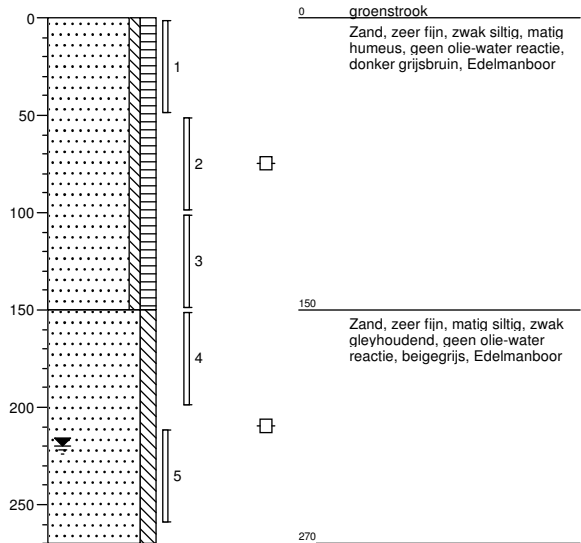 0
50
100
150
200
250
1
2
3
4
5
0 groenstrook
Zand, zeer fijn, zwak siltig, matig
humeus, geen olie-water reactie,
donker grijsbruin, Edelmanboor
150
Zand, zeer fijn, matig siltig, zwak
gleyhoudend, geen olie-water
reactie, beigegrijs, Edelmanboor
270